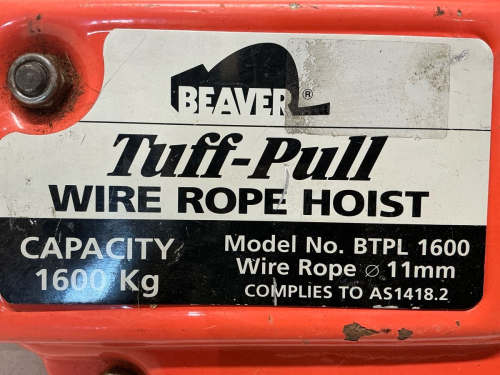 BEAVER®
Tuff-Pull
WIRE ROPE HOIST
CAPACITY
1600 Kg
Model No. BTPL 1600
Wire Rope ⌀ 11mm
COMPLIES TO AS1418.2